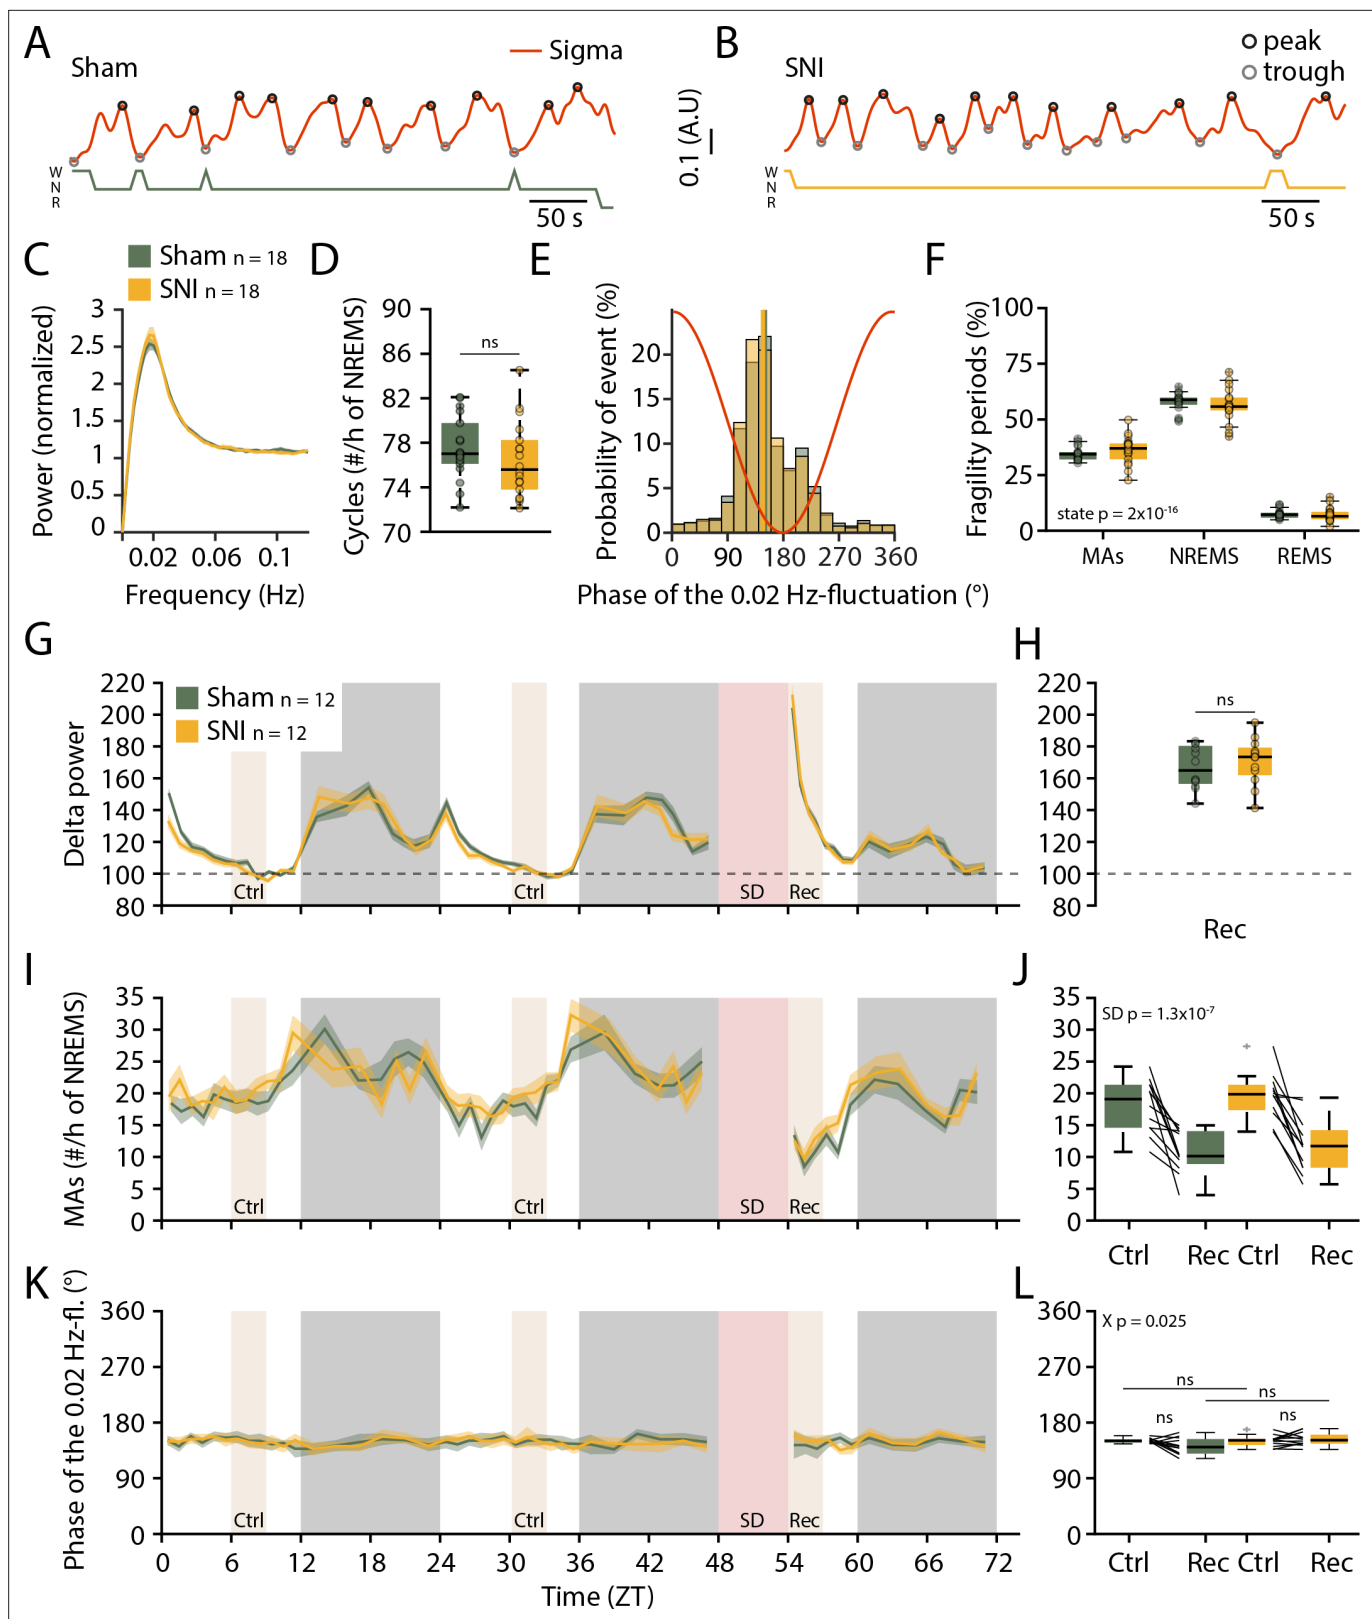 A
Sham
Sigma
W
N
R
50 s
0.1 (A.U)
B
SNI
peak
trough
W
N
R
50 s
C
Sham n = 18
SNI n = 18
Power (normalized)
3
2.5
2
1.5
1
0.5
0
0.02 0.06 0.1
Frequency (Hz)
D
Cycles (#/h of NREMS)
90
86
82
78
74
70
ns
E
Probability of event (%)
20
15
10
5
0
0 90 180 270 360
Phase of the 0.02 Hz-fluctuation (°)
F
Fragility periods (%)
100
75
50
25
0
state p = 2x10-16
MAs NREMS REMS
G
Delta power
220
200
180
160
140
120
100
80
Sham n = 12
SNI n = 12
Ctrl Ctrl SD Rec
H
220
200
180
160
140
120
100
80
ns
Rec
I
MAs (#/h of NREMS)
35
30
25
20
15
10
5
0
Ctrl Ctrl SD Rec
J
35
30
25
20
15
10
5
0
SD p = 1.3x10-7
Ctrl Rec Ctrl Rec
K
Phase of the 0.02 Hz-fl. (°)
360
270
180
90
0
Ctrl Ctrl SD Rec
0 6 12 18 24 30 36 42 48 54 60 66 72
Time (ZT)
L
360
270
180
90
0
X p = 0.025
ns
ns
ns
ns
Ctrl Rec Ctrl Rec